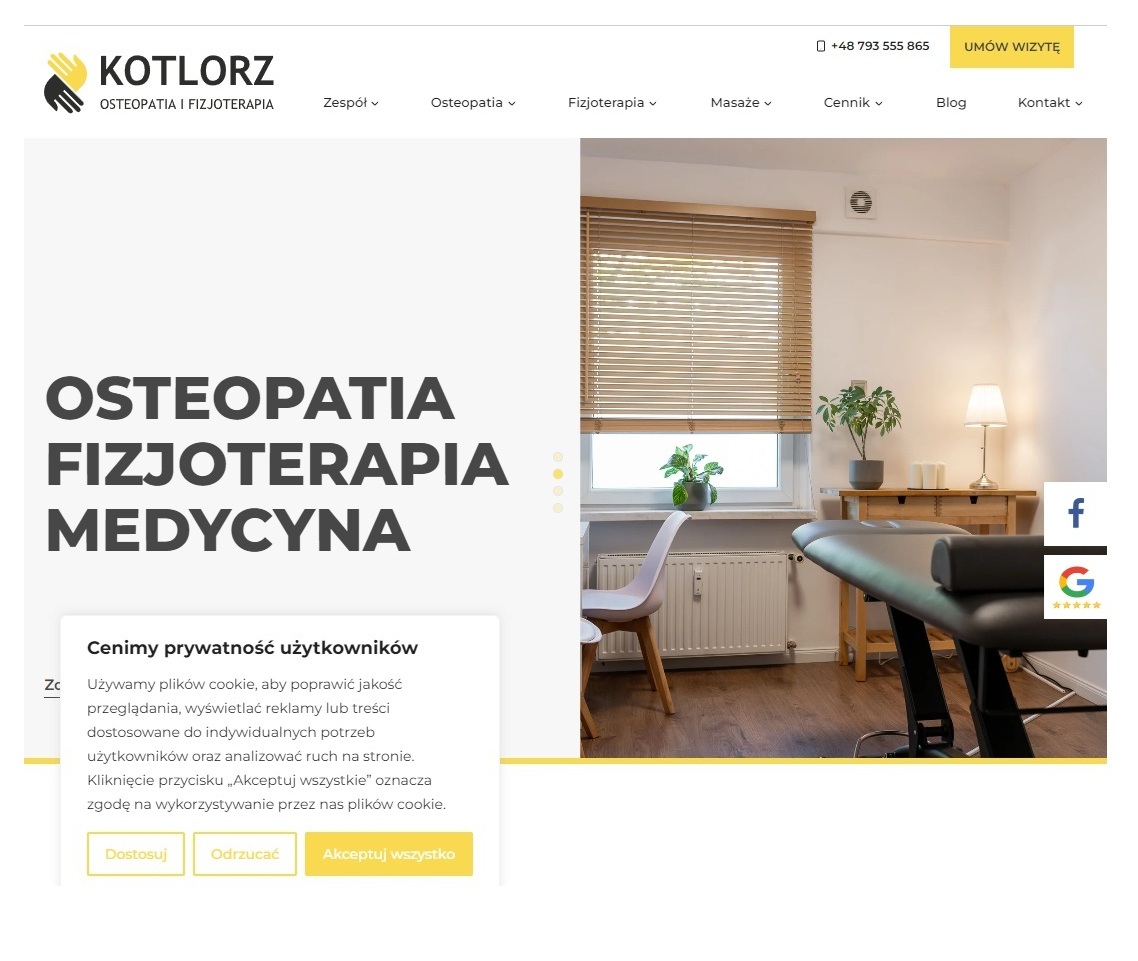 +48 793 555 865
UMÓW WIZYTĘ
KOTLORZ
OSTEOPATIA I FIZJOTERAPIA
Zespół
Osteopatia
Fizjoterapia
Masaże
Cennik
Blog
Kontakt
OSTEOPATIA
FIZJOTERAPIA
MEDYCYNA
Cenimy prywatność użytkowników
Używamy plików cookie, aby poprawić jakość
przeglądania, wyświetlać reklamy lub treści
dostosowane do indywidualnych potrzeb
użytkowników oraz analizować ruch na stronie.
Kliknięcie przycisku „Akceptuj wszystkie” oznacza
zgodę na wykorzystywanie przez nas plików cookie.
Dostosuj
Odrzucać
Akceptuj wszystko